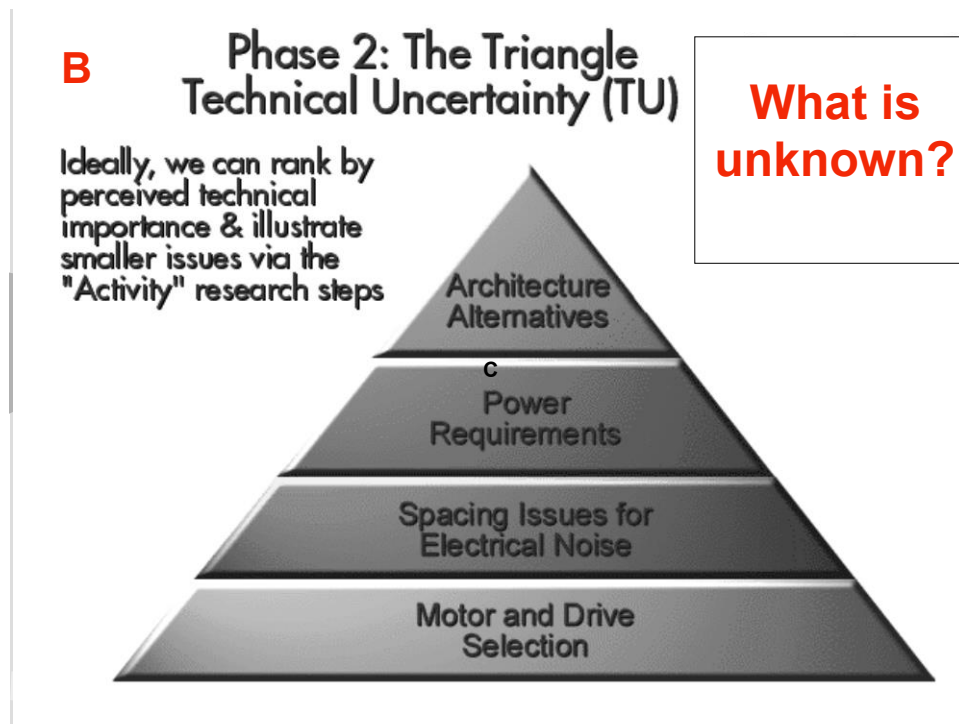 B
Phase 2: The Triangle
Technical Uncertainty (TU)
What is
unknown?
Ideally, we can rank by
perceived technical
importance & illustrate
smaller issues via the
"Activity" research steps
Architecture
Alternatives
C
Power
Requirements
Spacing Issues for
Electrical Noise
Motor and Drive
Selection